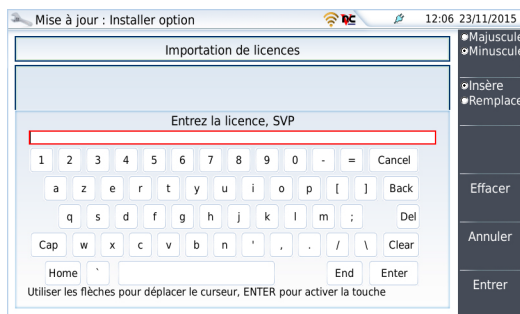 Mise à jour : Installer option
12:06 23/11/2015
Importation de licences
Majuscule
Minuscule
Insère
Remplace
Entrez la licence, SVP
1 2 3 4 5 6 7 8 9 0 - = Cancel
a z e r t y u i o p [ ] Back
q s d f g h j k l m ; Del
Cap w x c v b n ' , . / \ Clear
Home ` End Enter
Utiliser les flèches pour déplacer le curseur, ENTER pour activer la touche
Effacer
Annuler
Entrer